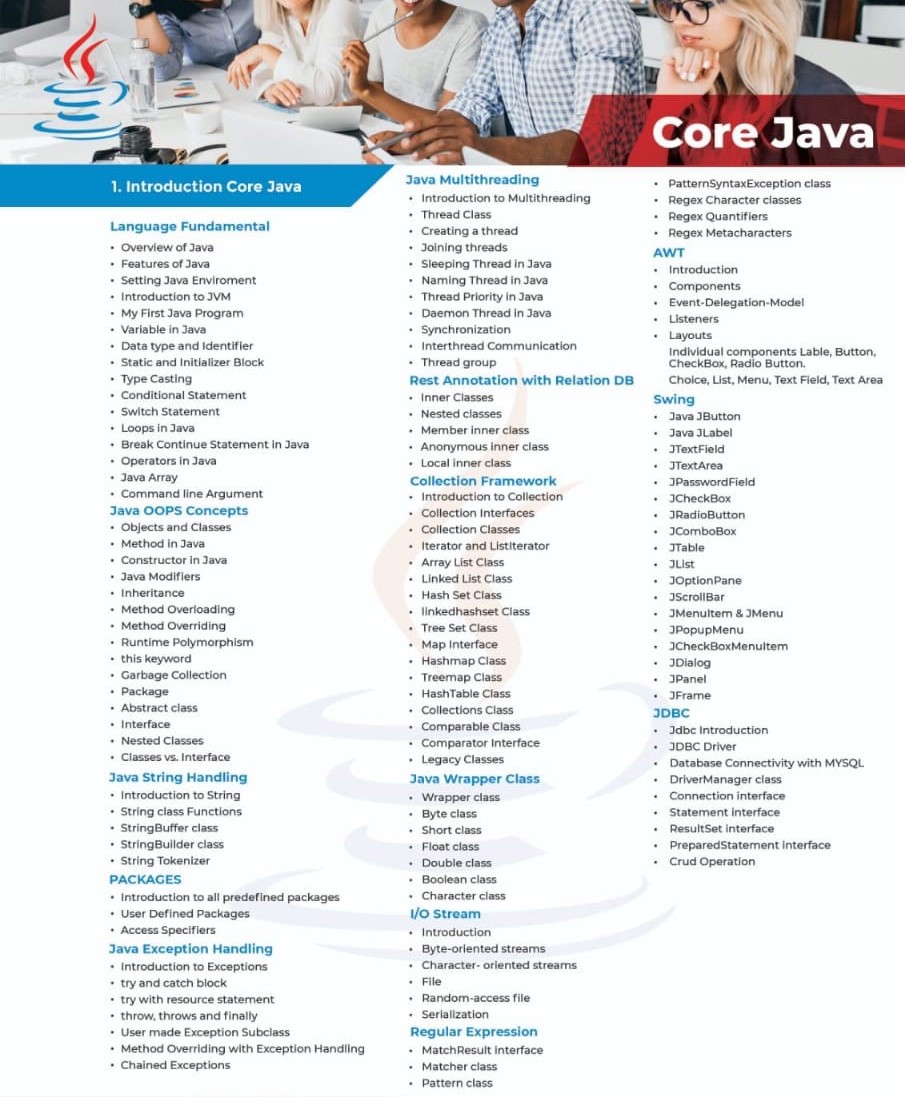 Core Java
1. Introduction Core Java
Language Fundamental
• Overview of Java
• Features of Java
• Setting Java Enviroment
• Introduction to JVM
• My First Java Program
• Variable in Java
• Data type and Identifier
• Static and Initializer Block
• Type Casting
• Conditional Statement
• Switch Statement
• Loops in Java
• Break Continue Statement in Java
• Operators in Java
• Java Array
• Command line Argument
Java OOPS Concepts
• Objects and Classes
• Method in Java
• Constructor in Java
• Java Modifiers
• Inheritance
• Method Overloading
• Method Overriding
• Runtime Polymorphism
• this keyword
• Garbage Collection
• Package
• Abstract class
• Interface
• Nested Classes
• Classes vs. Interface
Java String Handling
• Introduction to String
• String class Functions
• StringBuffer class
• StringBuilder class
• String Tokenizer
PACKAGES
• Introduction to all predefined packages
• User Defined Packages
• Access Specifiers
Java Exception Handling
• Introduction to Exceptions
• try and catch block
• try with resource statement
• throw, throws and finally
• User made Exception Subclass
• Method Overriding with Exception Handling
• Chained Exceptions
Java Multithreading
• Introduction to Multithreading
• Thread Class
• Creating a thread
• Joining threads
• Sleeping Thread in Java
• Naming Thread in Java
• Thread Priority in Java
• Daemon Thread in Java
• Synchronization
• Interthread Communication
• Thread group
Rest Annotation with Relation DB
• Inner Classes
• Nested classes
• Member inner class
• Anonymous inner class
• Local inner class
Collection Framework
• Introduction to Collection
• Collection Interfaces
• Collection Classes
• Iterator and ListIterator
• Array List Class
• Linked List Class
• Hash Set Class
• linkedhashset Class
• Tree Set Class
• Map Interface
• Hashmap Class
• Treemap Class
• HashTable Class
• Collections Class
• Comparable Class
• Comparator Interface
• Legacy Classes
Java Wrapper Class
• Wrapper class
• Byte class
• Short class
• Float class
• Double class
• Boolean class
• Character class
I/O Stream
• Introduction
• Byte-oriented streams
• Character- oriented streams
• File
• Random-access file
• Serialization
Regular Expression
• MatchResult interface
• Matcher class
• Pattern class
• PatternSyntaxException class
• Regex Character classes
• Regex Quantifiers
• Regex Metacharacters
AWT
• Introduction
• Components
• Event-Delegation-Model
• Listeners
• Layouts
Individual components Lable, Button,
CheckBox, Radio Button.
Choice, List, Menu, Text Field, Text Area
Swing
• Java JButton
• Java JLabel
• JTextField
• JTextArea
• JPasswordField
• JCheckBox
• JRadioButton
• JComboBox
• JTable
• JList
• JOptionPane
• JScrollBar
• JMenuItem & JMenu
• JPopupMenu
• JCheckBoxMenuItem
• JDialog
• JPanel
• JFrame
JDBC
• Jdbc Introduction
• JDBC Driver
• Database Connectivity with MYSQL
• DriverManager class
• Connection interface
• Statement interface
• ResultSet interface
• PreparedStatement interface
• Crud Operation